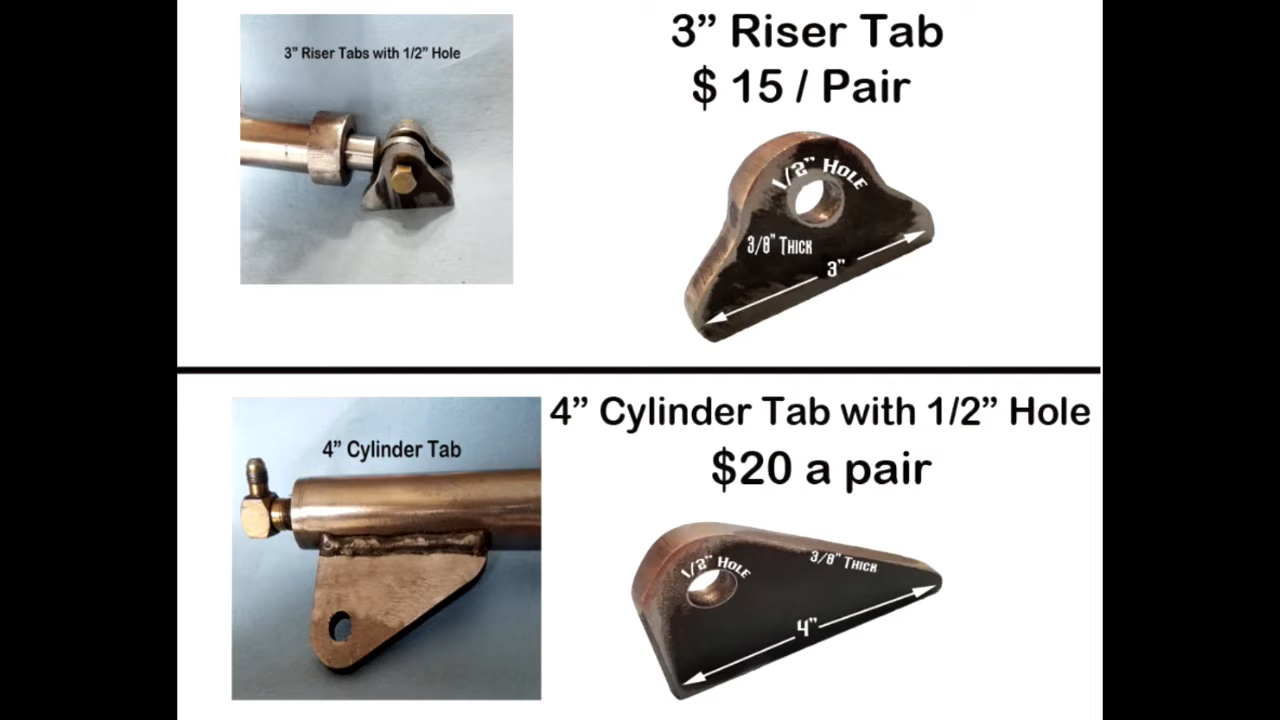 3” Riser Tabs with 1/2” Hole
3” Riser Tab
$ 15 / Pair
1/2" Hole
3/8" Thick
3"
4” Cylinder Tab with 1/2” Hole
$20 a pair
4” Cylinder Tab
1/2" Hole
3/8" Thick
4"